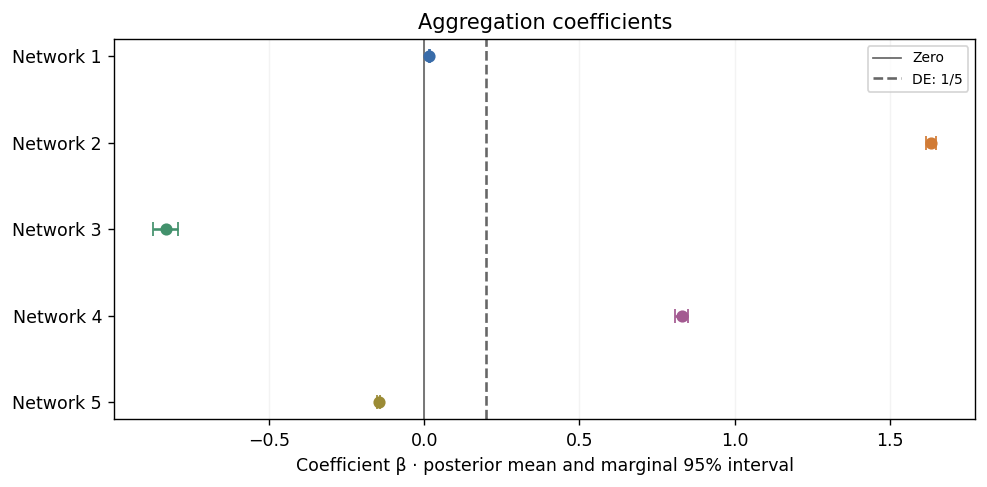 Aggregation coefficients
Network 1
Network 2
Network 3
Network 4
Network 5
Zero
DE: 1/5
−0.5 0.0 0.5 1.0 1.5
Coefficient β · posterior mean and marginal 95% interval